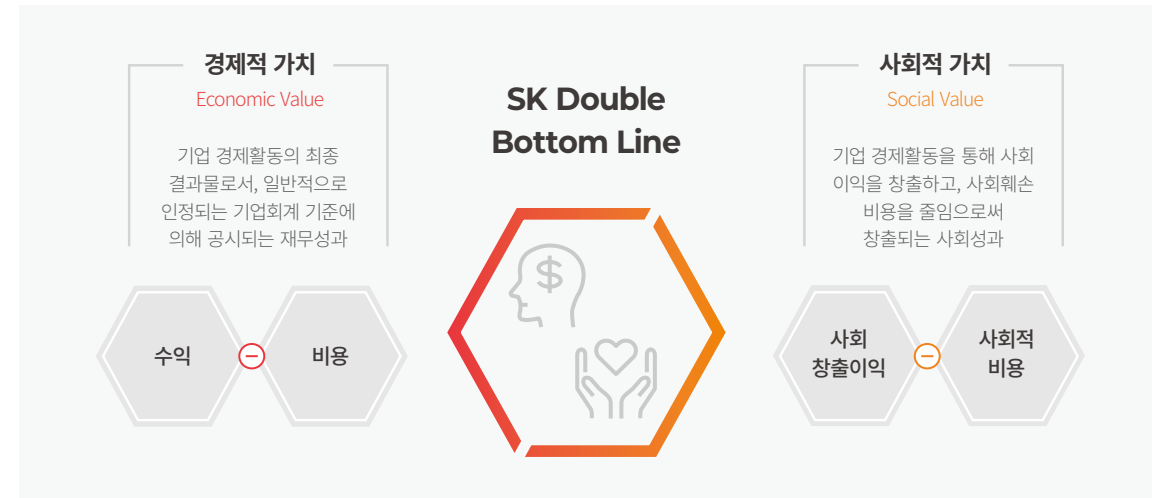 경제적 가치
Economic Value
기업 경제활동의 최종
결과물로서, 일반적으로
인정되는 기업회계 기준에
의해 공시되는 재무성과
수익
비용
SK Double
Bottom Line
$
사회적 가치
Social Value
기업 경제활동을 통해 사회
이익을 창출하고, 사회훼손
비용을 줄임으로써
창출되는 사회성과
사회
창출이익
사회적
비용